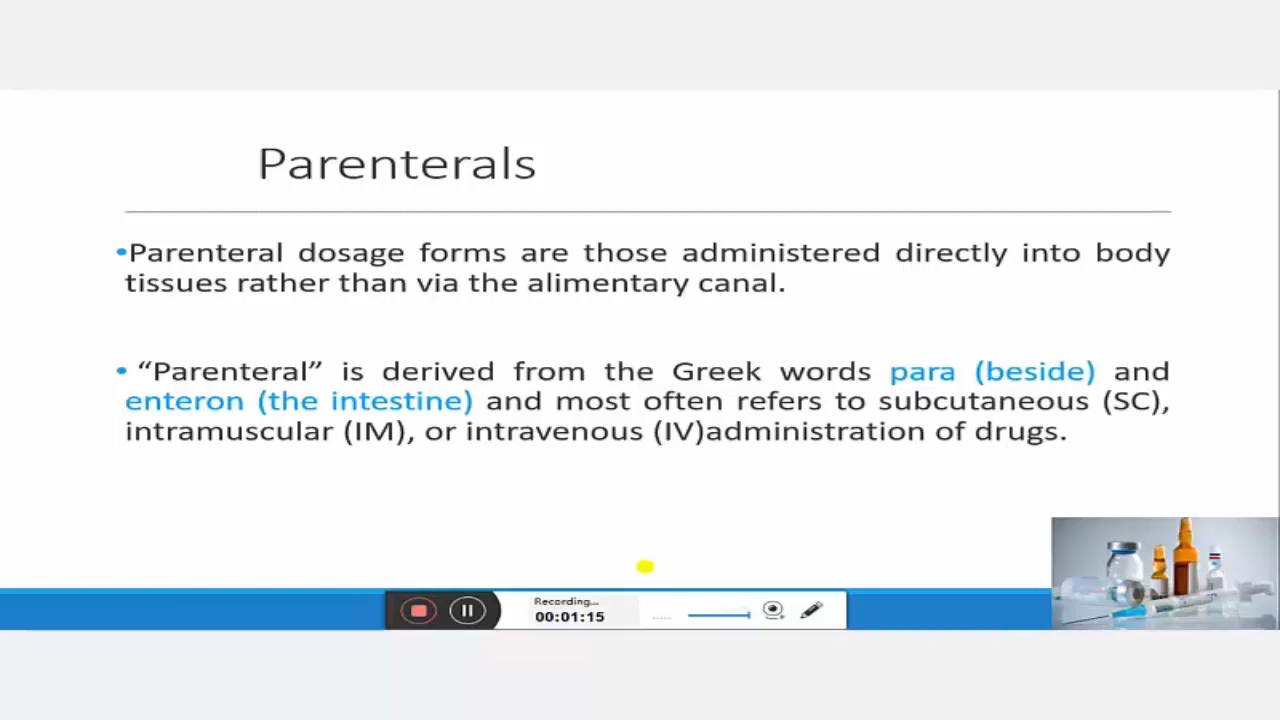 Parenterals
•Parenteral dosage forms are those administered directly into body
tissues rather than via the alimentary canal.
• “Parenteral” is derived from the Greek words para (beside) and
enteron (the intestine) and most often refers to subcutaneous (SC),
intramuscular (IM), or intravenous (IV)administration of drugs.
Recording...
00:01:15